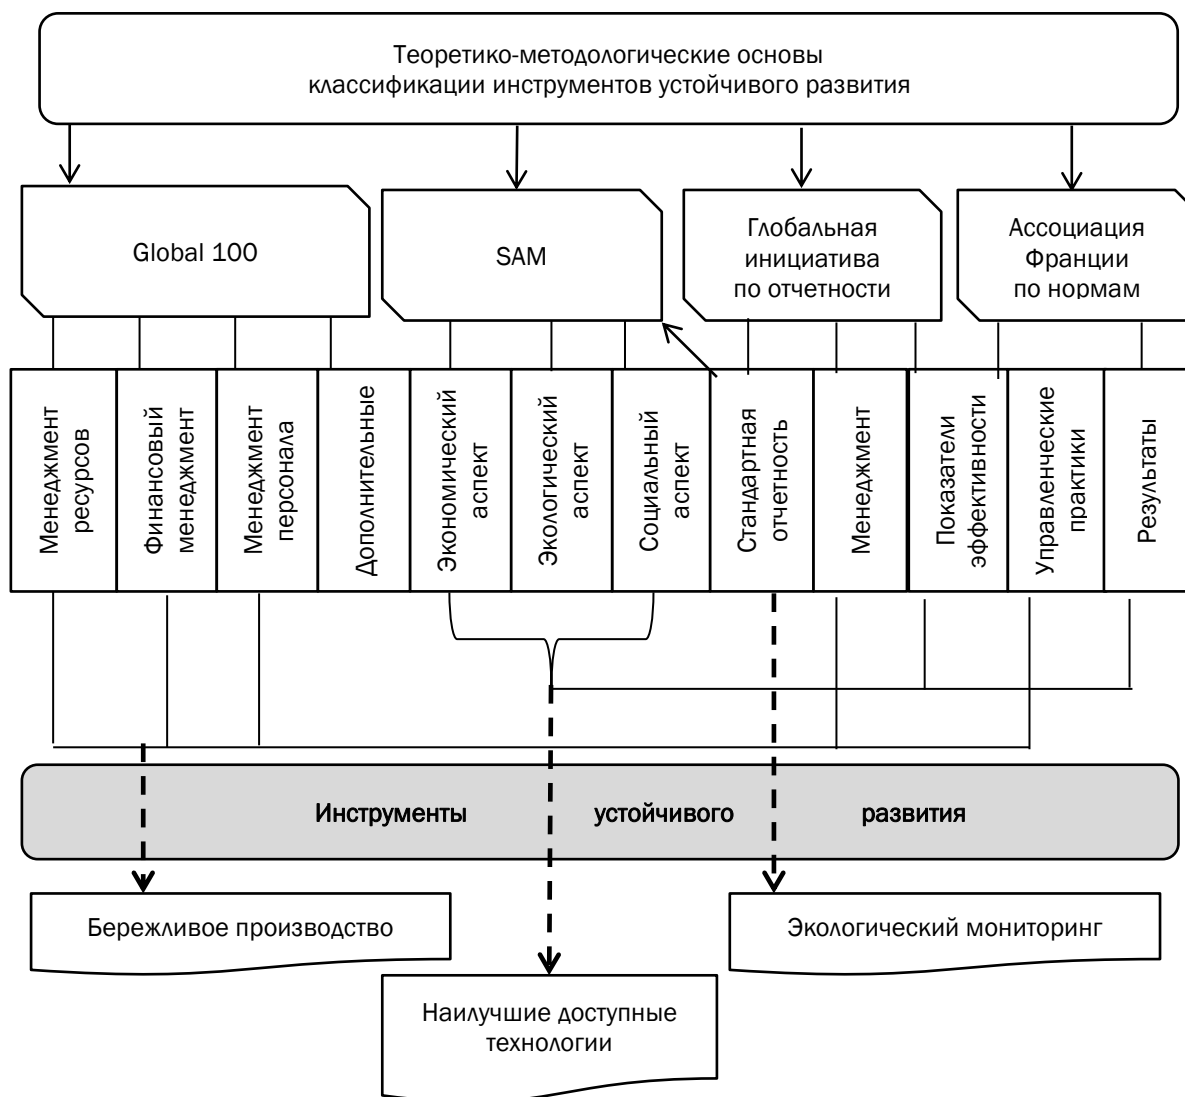 Теоретико-методологические основы
классификации инструментов устойчивого развития
Global 100
SAM
Глобальная
инициатива
по отчетности
Ассоциация
Франции
по нормам
Менеджмент
ресурсов
Финансовый
менеджмент
Менеджмент
персонала
Дополнительные
Экономический
аспект
Экологический
аспект
Социальный
аспект
Стандартная
отчетность
Менеджмент
Показатели
эффективности
Управленческие
практики
Результаты
Инструменты устойчивого развития
Бережливое производство
Экологический мониторинг
Наилучшие доступные
технологии